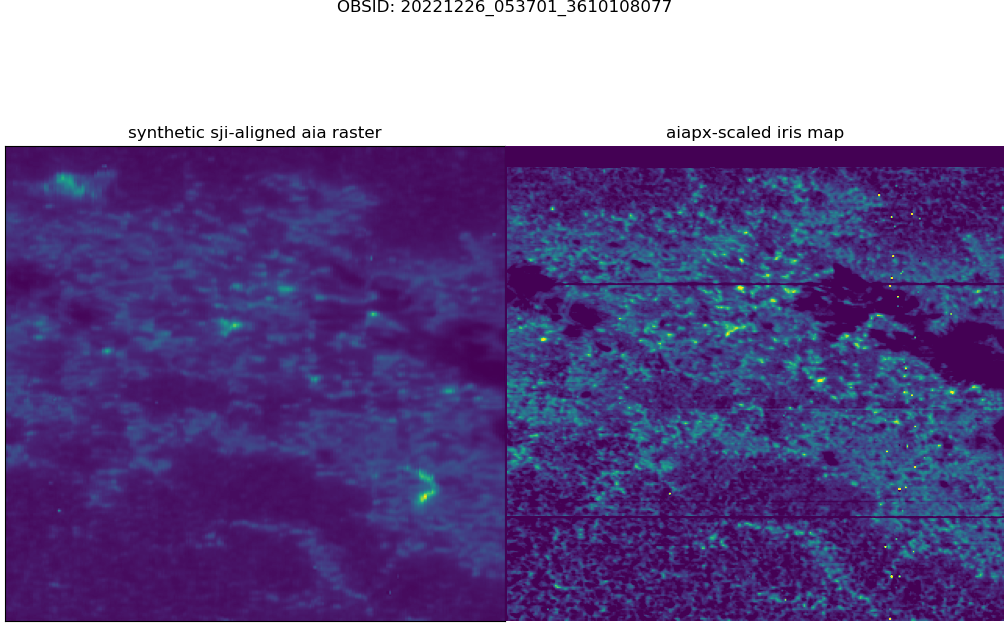 OBSID: 20221226_053701_3610108077
synthetic sji-aligned aia raster
aiapx-scaled iris map